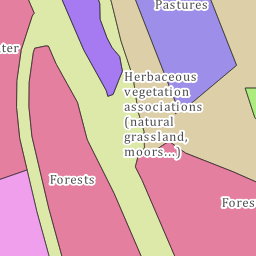 Pastures
Herbaceous
vegetation
associations
(natural
grassland,
moors...)
Forests